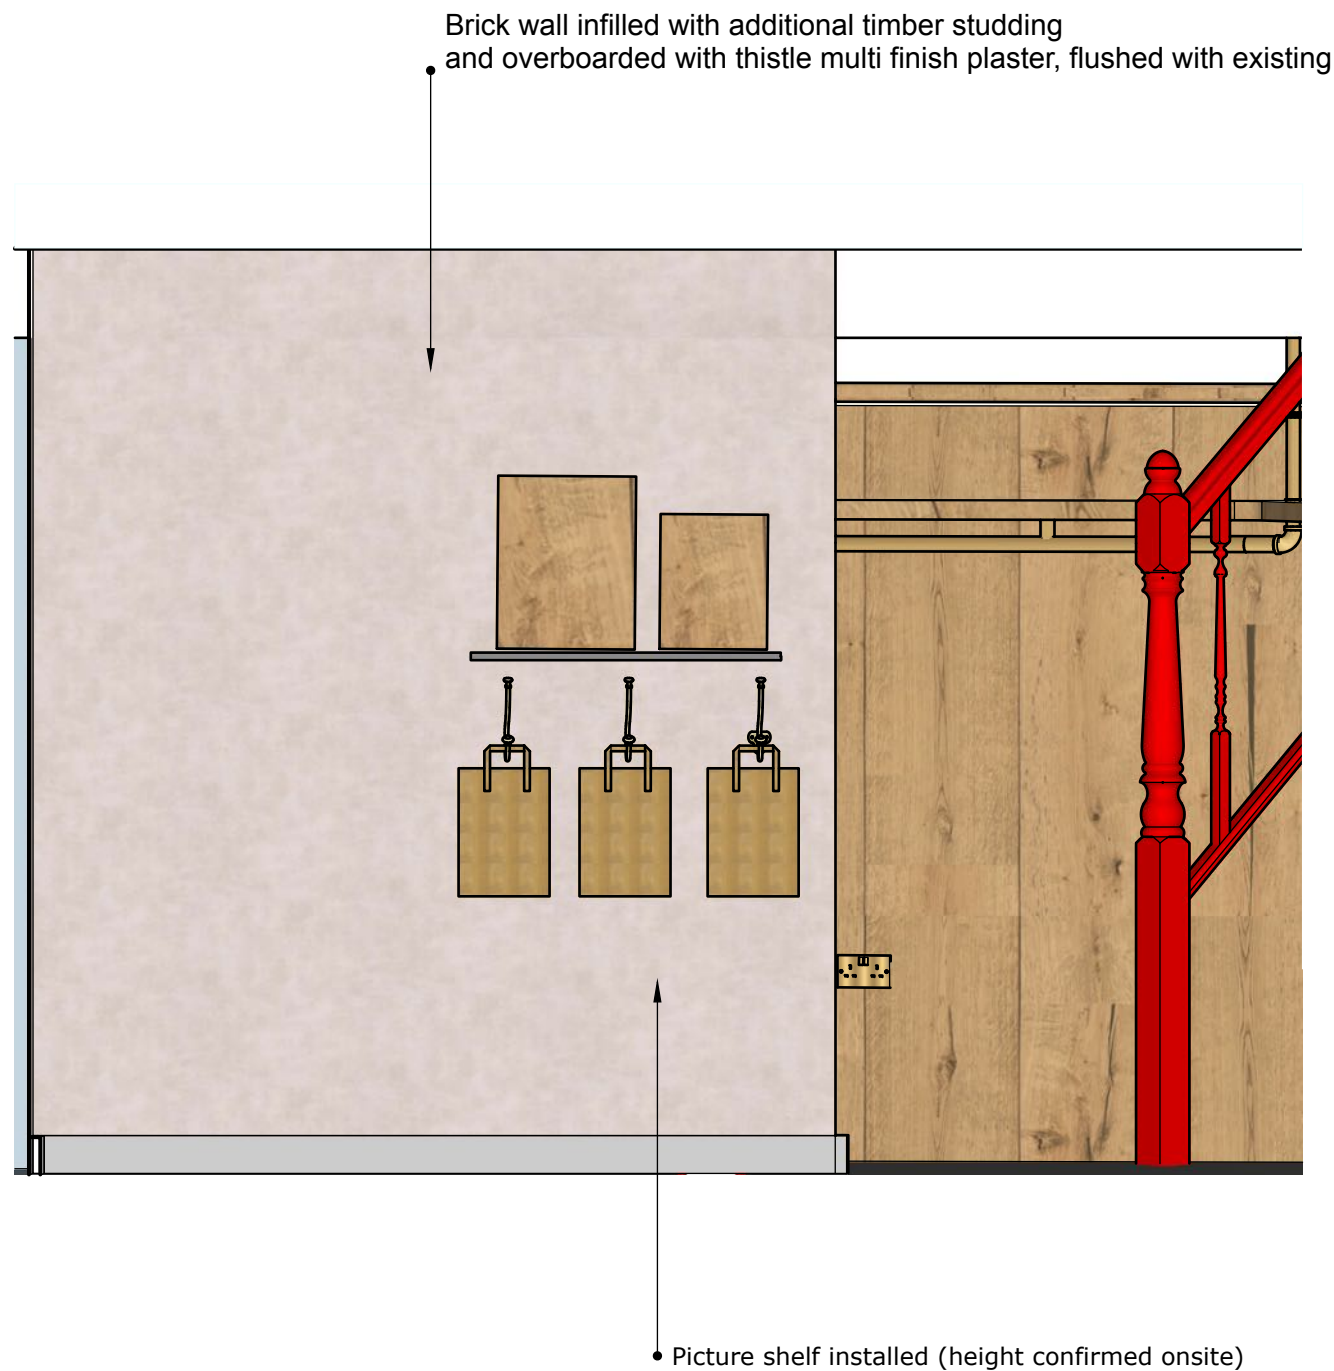 Brick wall infilled with additional timber studding
and overboarded with thistle multi finish plaster, flushed with existing
Picture shelf installed (height confirmed onsite)